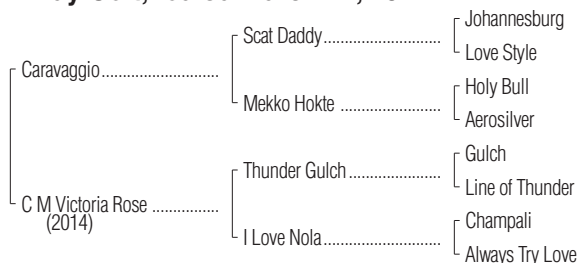 Johannesburg
Scat Daddy
Love Style
Caravaggio
Holy Bull
Mekko Hokte
Aerosilver
Gulch
Thunder Gulch
Line of Thunder
C M Victoria Rose
(2014)
Champali
I Love Nola
Always Try Love